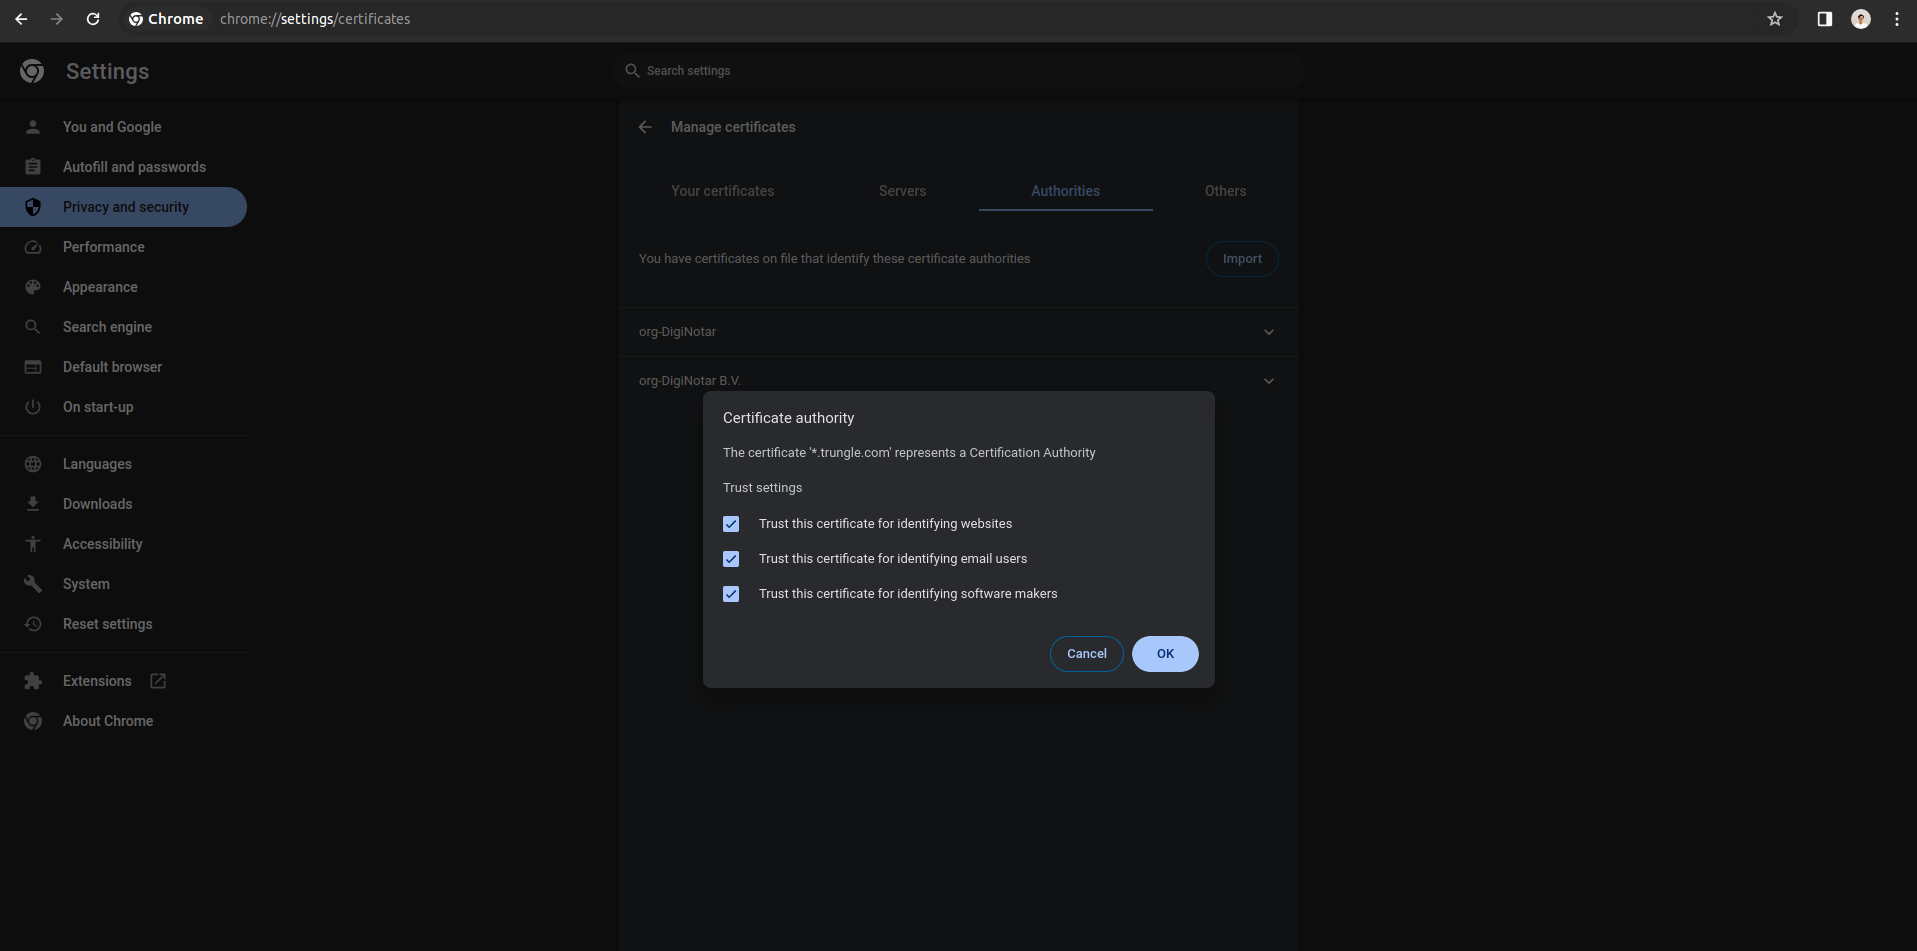 Chrome chrome://settings/certificates
Settings
Search settings
You and Google
Autofill and passwords
Privacy and security
Performance
Appearance
Search engine
Default browser
On start-up
Languages
Downloads
Accessibility
System
Reset settings
Extensions
About Chrome
Manage certificates
Your certificates Servers Authorities Others
You have certificates on file that identify these certificate authorities Import
org-DigiNotar
org-DigiNotar B.V.
Certificate authority
The certificate '*.trungle.com' represents a Certification Authority
Trust settings
Trust this certificate for identifying websites
Trust this certificate for identifying email users
Trust this certificate for identifying software makers
Cancel OK